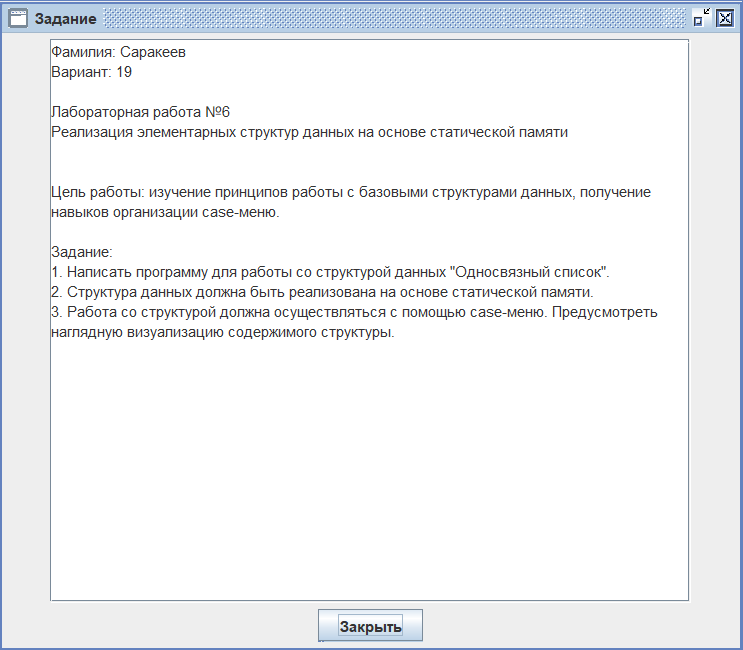 Задание
Фамилия: Саракеев
Вариант: 19
Лабораторная работа №6
Реализация элементарных структур данных на основе статической памяти
Цель работы: изучение принципов работы с базовыми структурами данных, получение
навыков организации case-меню.
Задание:
1. Написать программу для работы со структурой данных "Односвязный список".
2. Структура данных должна быть реализована на основе статической памяти.
3. Работа со структурой должна осуществляться с помощью case-меню. Предусмотреть
наглядную визуализацию содержимого структуры.
Закрыть